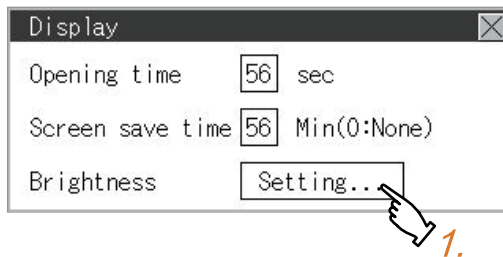 Display
Opening time 56 sec
Screen save time 56 Min(0:None)
Brightness Setting...
1.